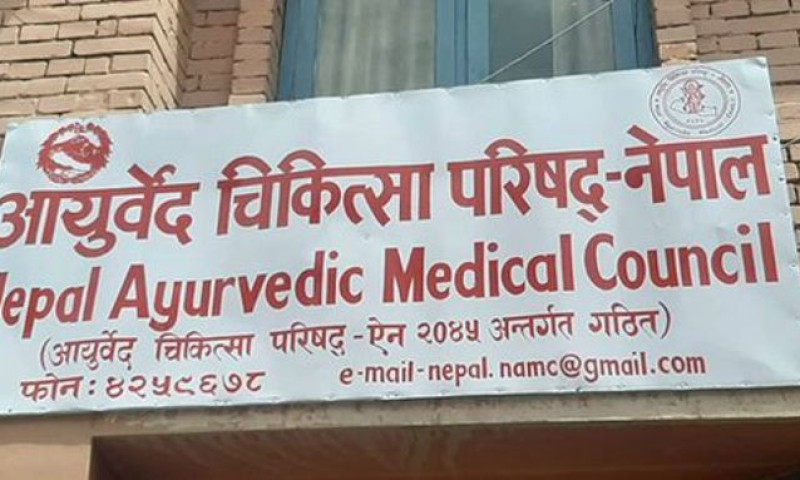 आयुर्वेद चिकित्सा परिषद्-नेपाल
Nepal Ayurvedic Medical Council
(आयुर्वेद चिकित्सा परिषद् - ऐन २०४५ अन्तर्गत गठित)
फोन : ४२५९६७८ e-mail-nepal.namc@gmail.com